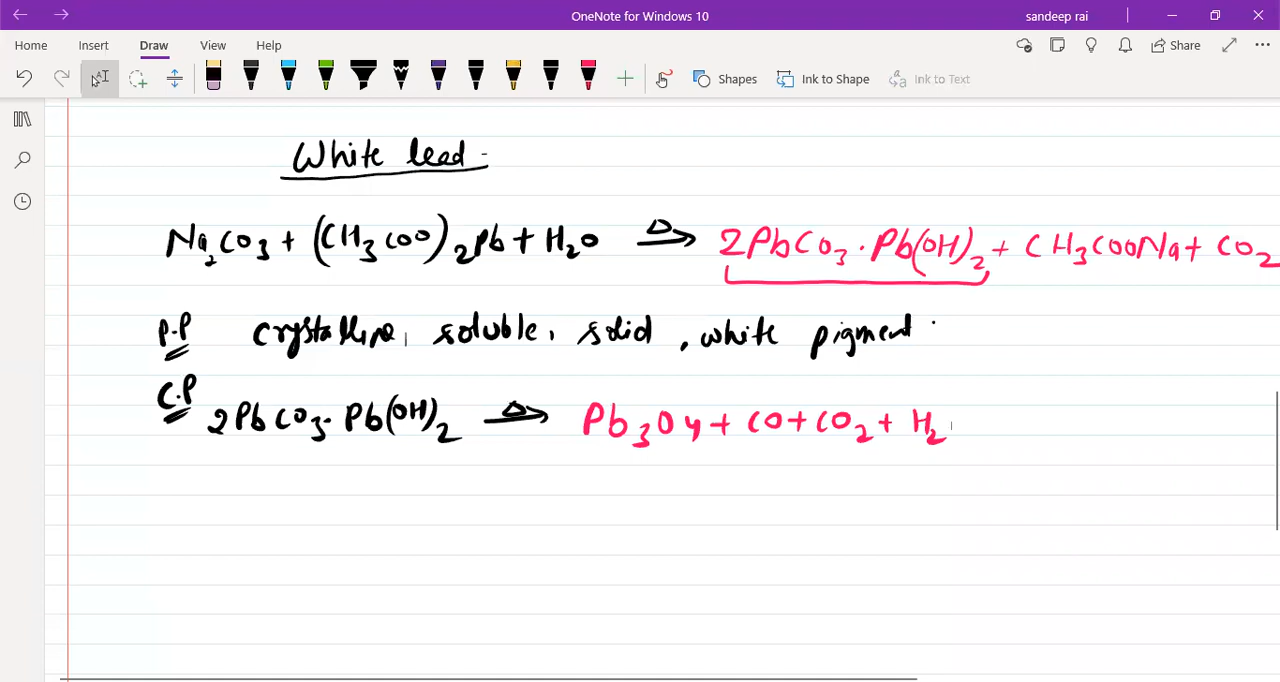 OneNote for Windows 10
sandeep rai
Home Insert Draw View Help
Share
Shapes Ink to Shape Ink to Text
White lead
Na2CO3 + (CH3COO)2Pb + H2O Δ→ 2PbCO3·Pb(OH)2 + CH3COONa + CO2
P.P crystalline, soluble, solid, white pigment
C.P 2PbCO3·Pb(OH)2 Δ→ Pb3O4 + CO + CO2 + H2